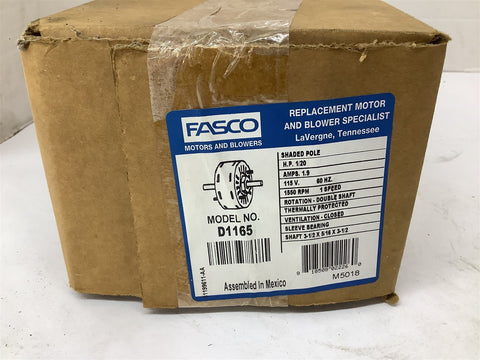 FASCO
MOTORS AND BLOWERS
REPLACEMENT MOTOR
AND BLOWER SPECIALIST
LaVergne, Tennessee
MODEL NO.
D1165
SHADED POLE
H.P. 1/20
AMPS. 1.9
115 V. 60 HZ.
1550 RPM 1 SPEED
ROTATION - DOUBLE SHAFT
THERMALLY PROTECTED
VENTILATION - CLOSED
SLEEVE BEARING
SHAFT 3-1/2 X 5/16 X 3-1/2
Assembled In Mexico
M5018